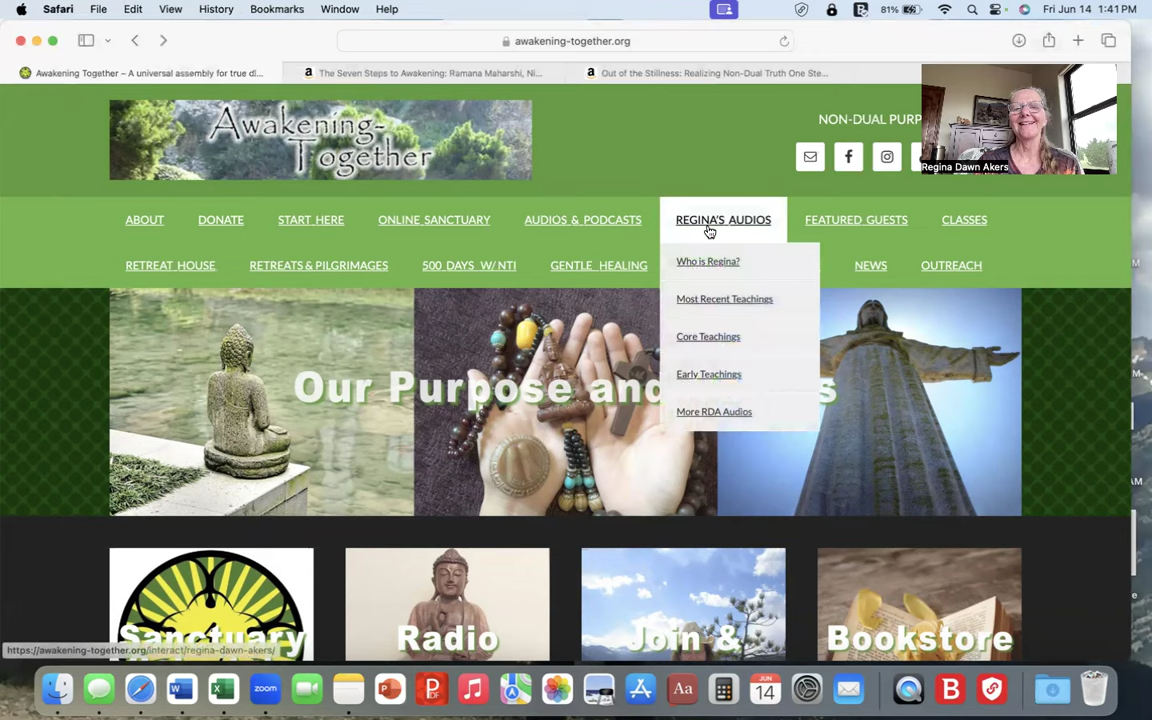 Safari File Edit View History Bookmarks Window Help 81% Fri Jun 14 1:41 PM
awakening-together.org
Awakening Together – A universal assembly for true di...
The Seven Steps to Awakening: Ramana Maharshi, Ni...
Out of the Stillness: Realizing Non-Dual Truth One Ste...
Awakening-
Together
NON-DUAL PURP
Regina Dawn Akers
ABOUT DONATE START HERE ONLINE SANCTUARY AUDIOS & PODCASTS REGINA'S AUDIOS FEATURED GUESTS CLASSES
RETREAT HOUSE RETREATS & PILGRIMAGES 500 DAYS W/ NTI GENTLE HEALING NEWS OUTREACH
Who is Regina?
Most Recent Teachings
Core Teachings
Early Teachings
More RDA Audios
Our Purpose and
Sanctuary Radio Join & Bookstore
https://awakening-together.org/interact/regina-dawn-akers/
zoom
Aa
JUN
14